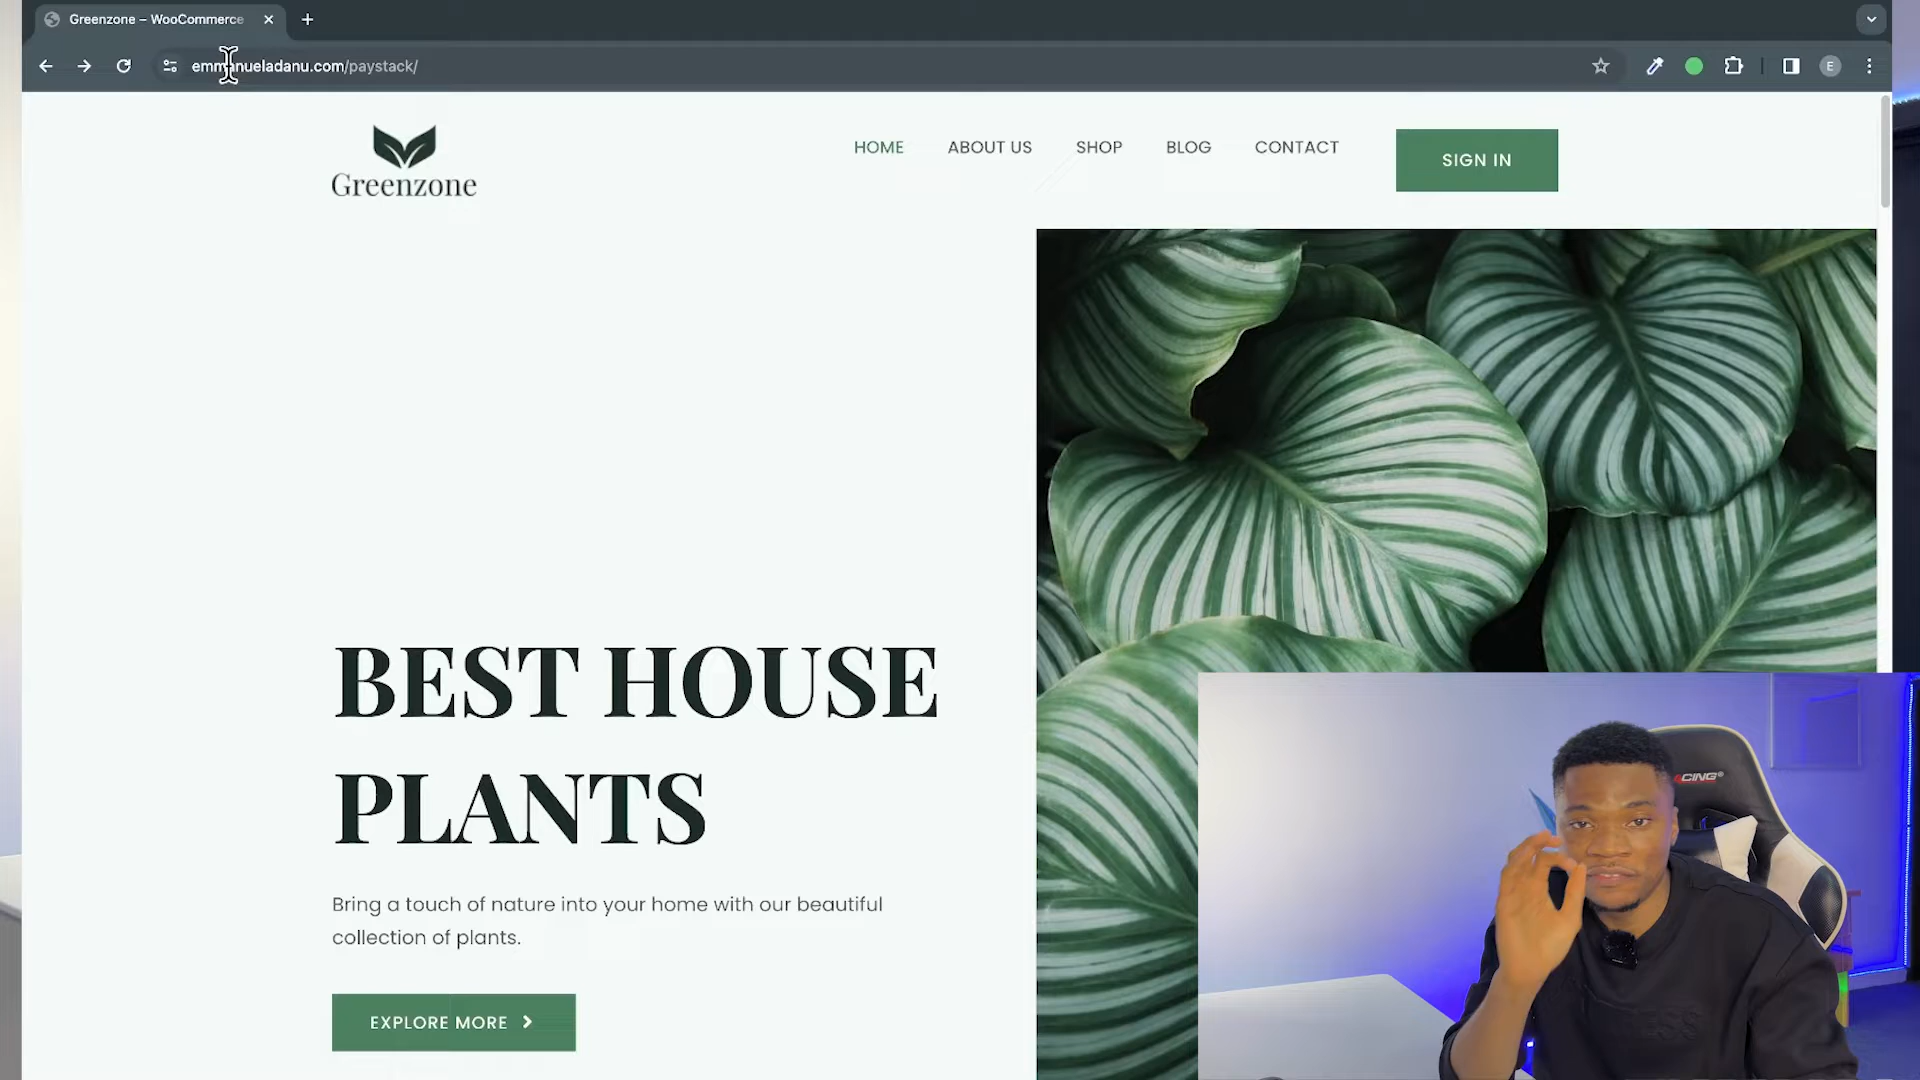 Greenzone – WooCommerce
emmanueladanu.com/paystack/
E
Greenzone
HOME ABOUT US SHOP BLOG CONTACT SIGN IN
BEST HOUSE
PLANTS
Bring a touch of nature into your home with our beautiful
collection of plants.
EXPLORE MORE
CING®